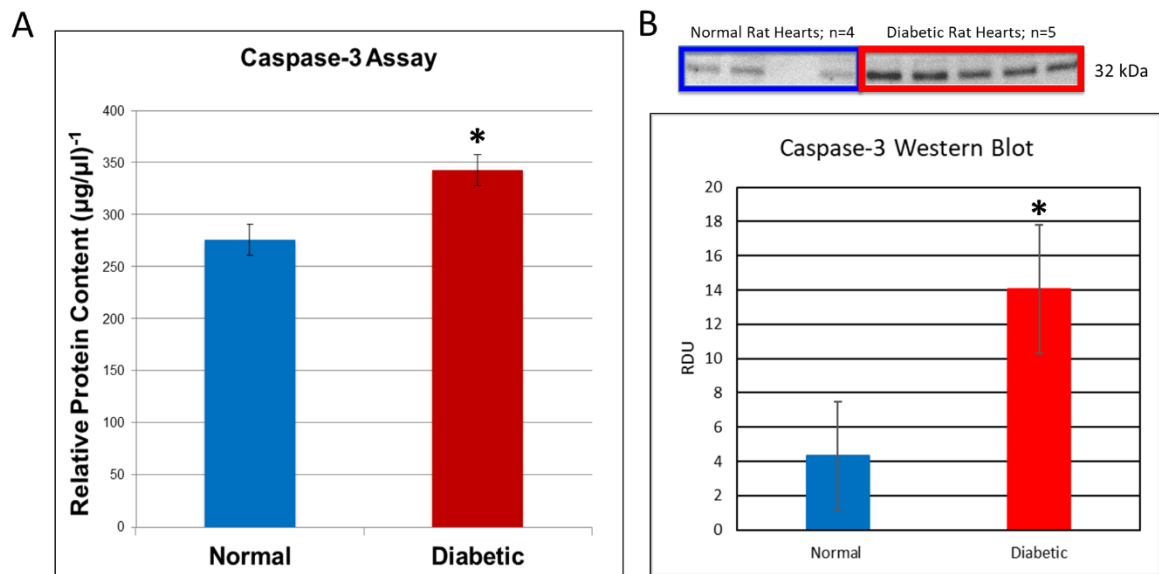 A
Caspase-3 Assay
Relative Protein Content (µg/µl)-1
400
350
300
250
200
150
100
50
0
*
Normal
Diabetic
B
Normal Rat Hearts; n=4
Diabetic Rat Hearts; n=5
32 kDa
Caspase-3 Western Blot
RDU
20
18
16
14
12
10
8
6
4
2
0
*
Normal
Diabetic